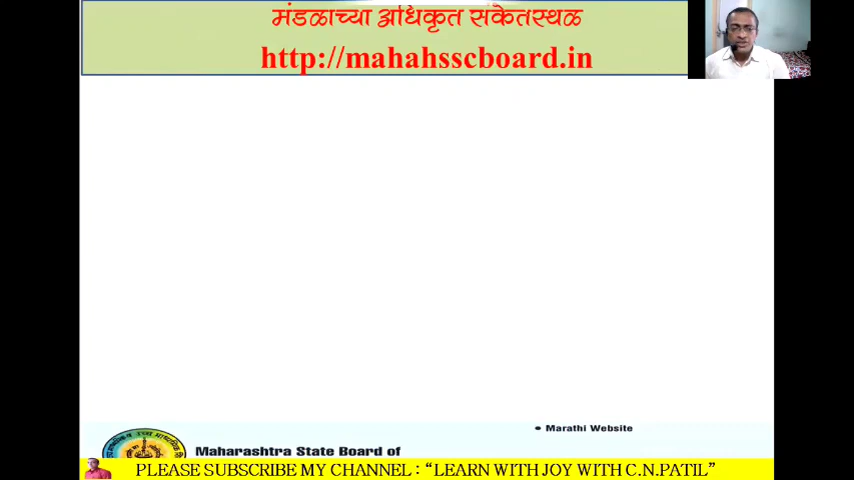 मंडळाच्या अधिकृत संकेतस्थळ
http://mahahsscboard.in
• Marathi Website
Maharashtra State Board of
PLEASE SUBSCRIBE MY CHANNEL : “LEARN WITH JOY WITH C.N.PATIL”